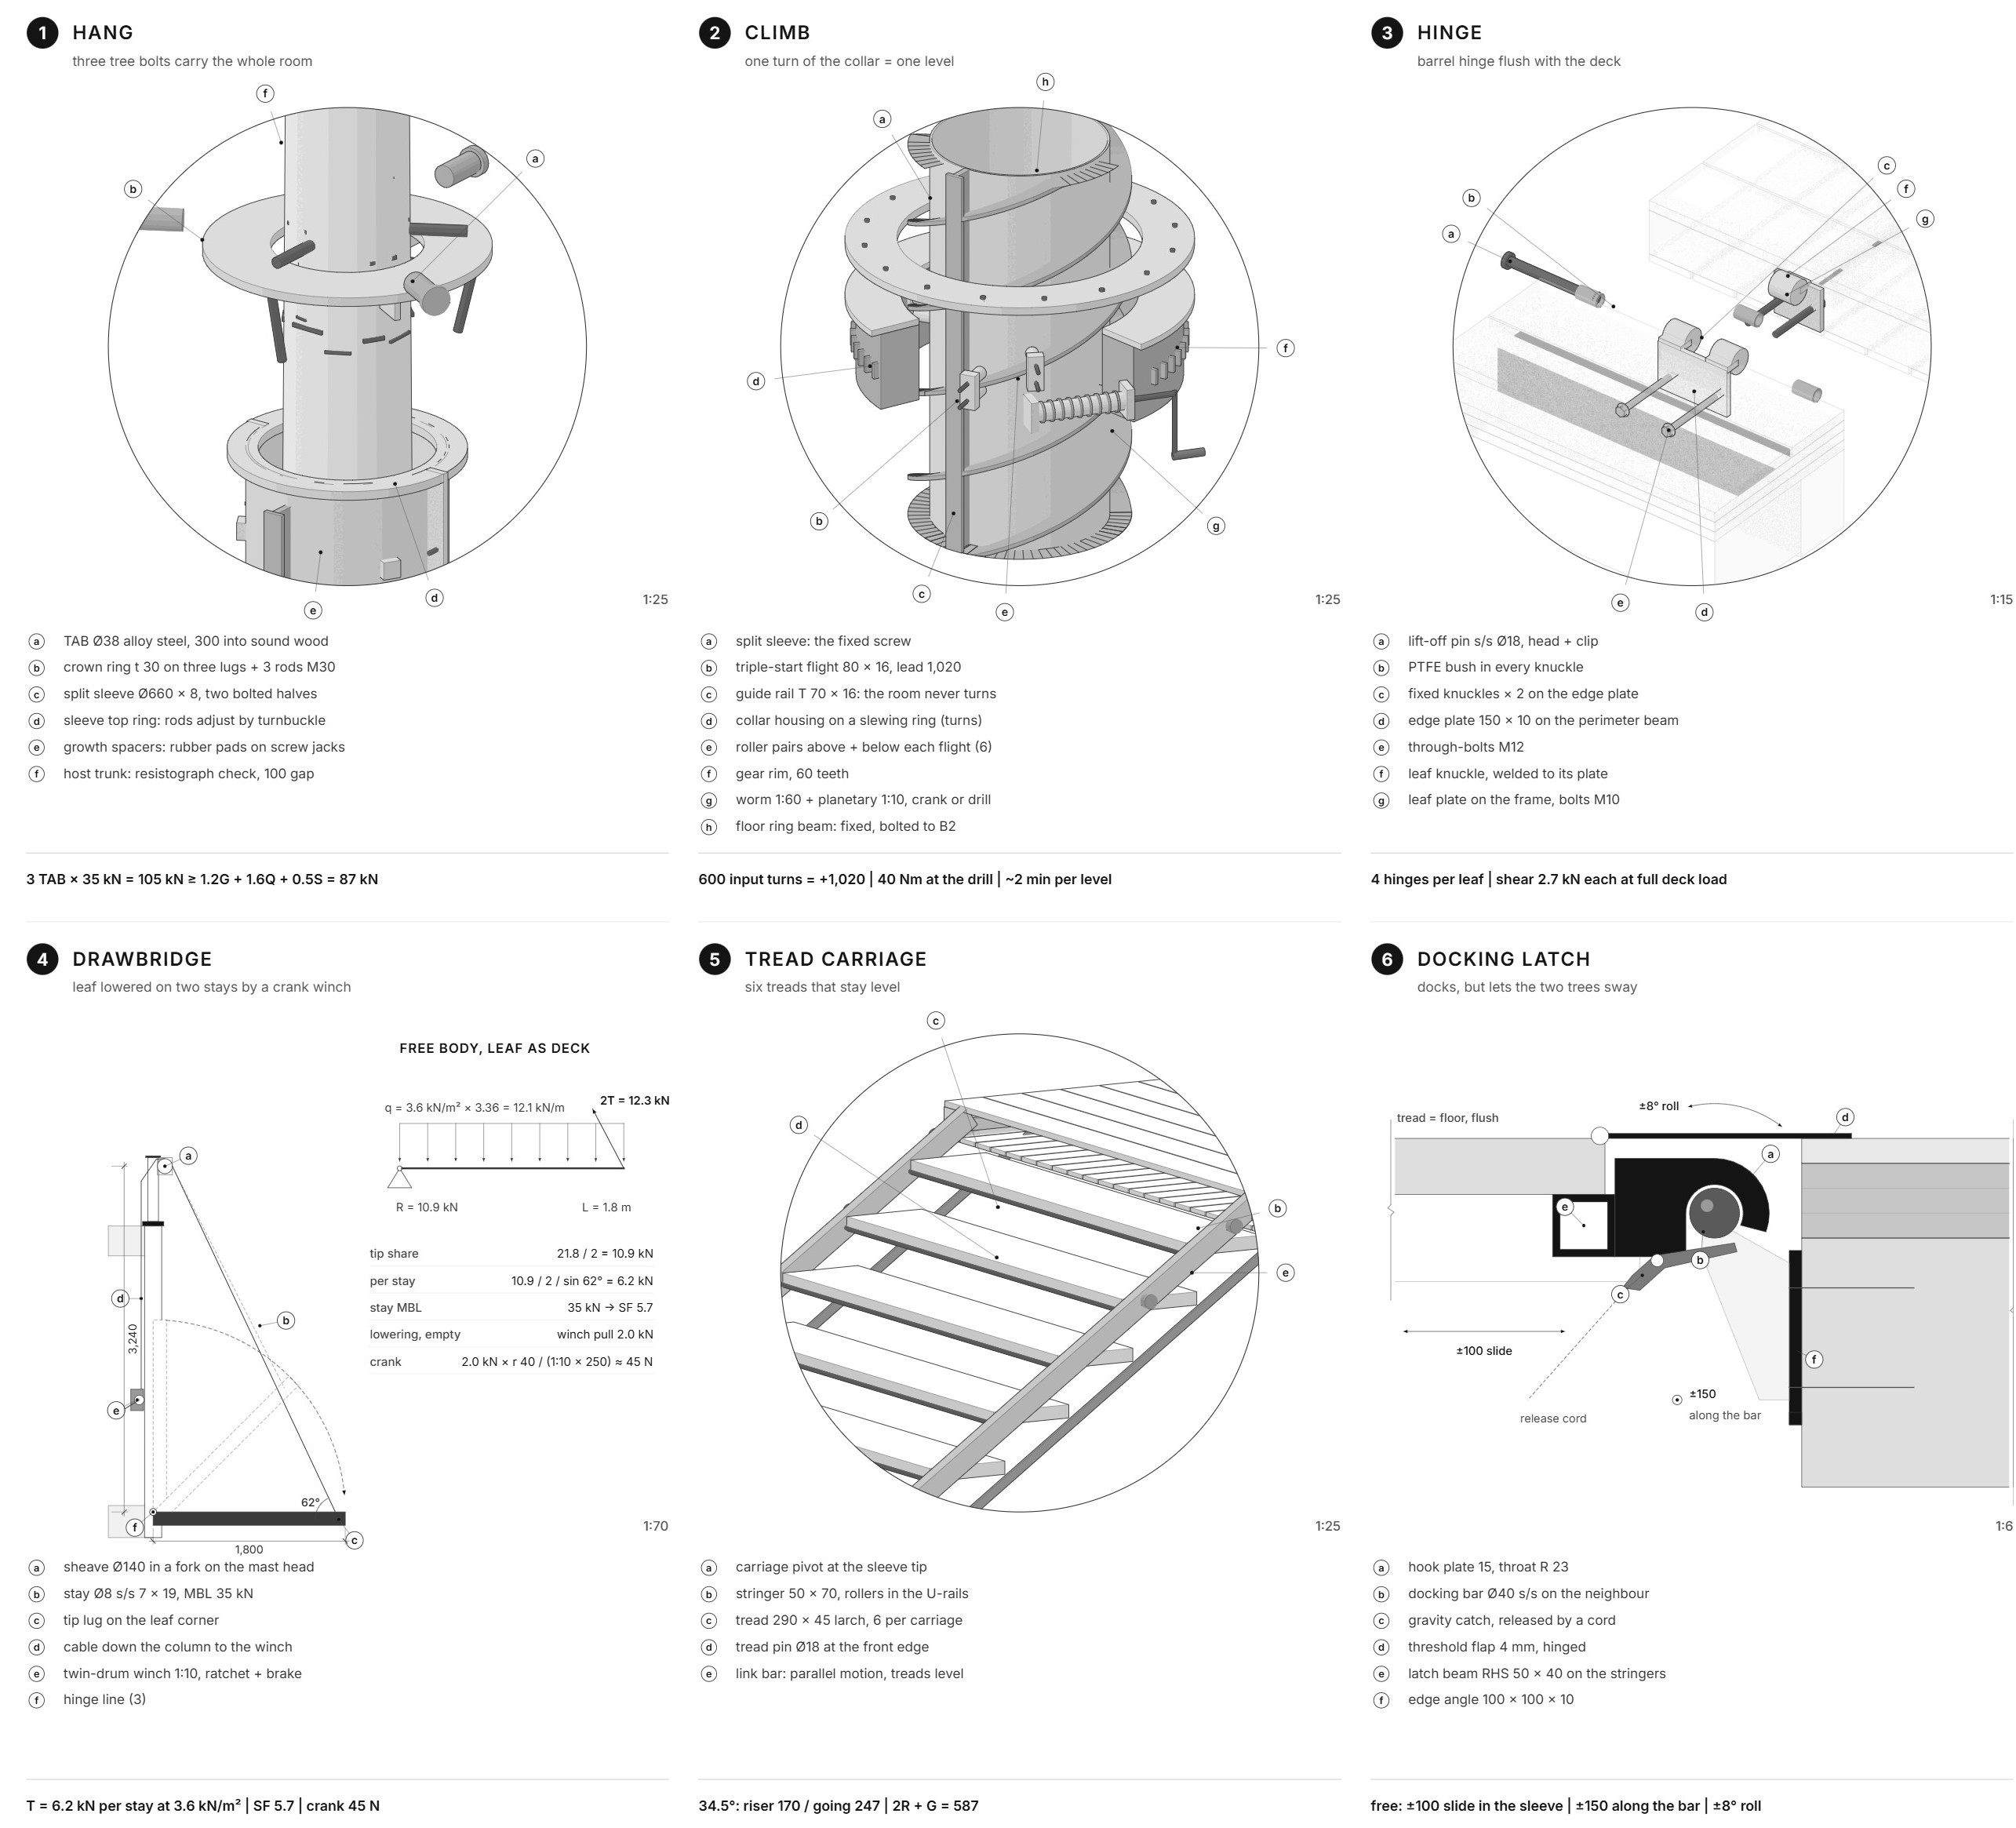 1 HANG
three tree bolts carry the whole room
f
a
b
e
d
1:25
a TAB Ø38 alloy steel, 300 into sound wood
b crown ring t 30 on three lugs + 3 rods M30
c split sleeve Ø660 × 8, two bolted halves
d sleeve top ring: rods adjust by turnbuckle
e growth spacers: rubber pads on screw jacks
f host trunk: resistograph check, 100 gap
3 TAB × 35 kN = 105 kN ≥ 1.2G + 1.6Q + 0.5S = 87 kN
2 CLIMB
one turn of the collar = one level
h
a
f
d
b
g
c
e
1:25
a split sleeve: the fixed screw
b triple-start flight 80 × 16, lead 1,020
c guide rail T 70 × 16: the room never turns
d collar housing on a slewing ring (turns)
e roller pairs above + below each flight (6)
f gear rim, 60 teeth
g worm 1:60 + planetary 1:10, crank or drill
h floor ring beam: fixed, bolted to B2
600 input turns = +1,020 | 40 Nm at the drill | ~2 min per level
3 HINGE
barrel hinge flush with the deck
c
f
b
g
a
e
d
1:15
a lift-off pin s/s Ø18, head + clip
b PTFE bush in every knuckle
c fixed knuckles × 2 on the edge plate
d edge plate 150 × 10 on the perimeter beam
e through-bolts M12
f leaf knuckle, welded to its plate
g leaf plate on the frame, bolts M10
4 hinges per leaf | shear 2.7 kN each at full deck load
4 DRAWBRIDGE
leaf lowered on two stays by a crank winch
FREE BODY, LEAF AS DECK
2T = 12.3 kN
q = 3.6 kN/m² × 3.36 = 12.1 kN/m
R = 10.9 kN
L = 1.8 m
tip share 21.8 / 2 = 10.9 kN
per stay 10.9 / 2 / sin 62° = 6.2 kN
stay MBL 35 kN → SF 5.7
lowering, empty winch pull 2.0 kN
crank 2.0 kN × r 40 / (1:10 × 250) ≈ 45 N
a
d
b
3,240
e
62°
f
c
1,800
1:70
a sheave Ø140 in a fork on the mast head
b stay Ø8 s/s 7 × 19, MBL 35 kN
c tip lug on the leaf corner
d cable down the column to the winch
e twin-drum winch 1:10, ratchet + brake
f hinge line (3)
T = 6.2 kN per stay at 3.6 kN/m² | SF 5.7 | crank 45 N
5 TREAD CARRIAGE
six treads that stay level
c
d
b
e
1:25
a carriage pivot at the sleeve tip
b stringer 50 × 70, rollers in the U-rails
c tread 290 × 45 larch, 6 per carriage
d tread pin Ø18 at the front edge
e link bar: parallel motion, treads level
34.5°: riser 170 / going 247 | 2R + G = 587
6 DOCKING LATCH
docks, but lets the two trees sway
±8° roll
tread = floor, flush
d
a
e
b
c
±100 slide
f
±150
along the bar
release cord
1:6
a hook plate 15, throat R 23
b docking bar Ø40 s/s on the neighbour
c gravity catch, released by a cord
d threshold flap 4 mm, hinged
e latch beam RHS 50 × 40 on the stringers
f edge angle 100 × 100 × 10
free: ±100 slide in the sleeve | ±150 along the bar | ±8° roll